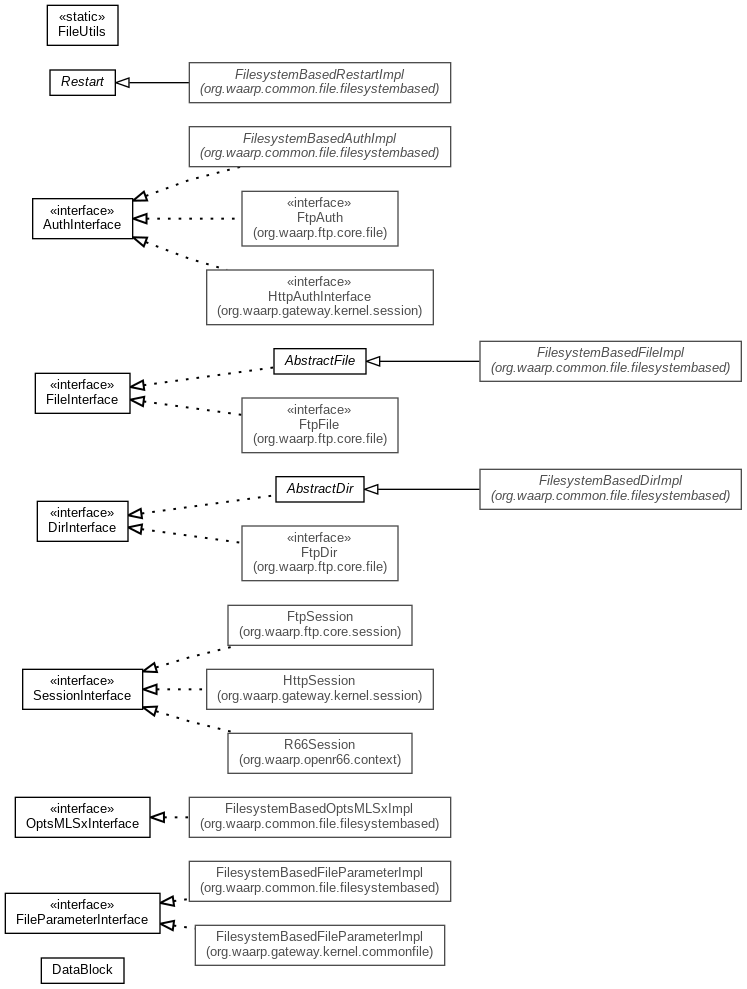 «static»
FileUtils
Restart
FilesystemBasedRestartImpl
(org.waarp.common.file.filesystembased)
FilesystemBasedAuthImpl
(org.waarp.common.file.filesystembased)
«interface»
AuthInterface
«interface»
FtpAuth
(org.waarp.ftp.core.file)
«interface»
HttpAuthInterface
(org.waarp.gateway.kernel.session)
AbstractFile
FilesystemBasedFileImpl
(org.waarp.common.file.filesystembased)
«interface»
FileInterface
«interface»
FtpFile
(org.waarp.ftp.core.file)
AbstractDir
FilesystemBasedDirImpl
(org.waarp.common.file.filesystembased)
«interface»
DirInterface
«interface»
FtpDir
(org.waarp.ftp.core.file)
FtpSession
(org.waarp.ftp.core.session)
«interface»
SessionInterface
HttpSession
(org.waarp.gateway.kernel.session)
R66Session
(org.waarp.openr66.context)
«interface»
OptsMLSxInterface
FilesystemBasedOptsMLSxImpl
(org.waarp.common.file.filesystembased)
FilesystemBasedFileParameterImpl
(org.waarp.common.file.filesystembased)
«interface»
FileParameterInterface
FilesystemBasedFileParameterImpl
(org.waarp.gateway.kernel.commonfile)
DataBlock